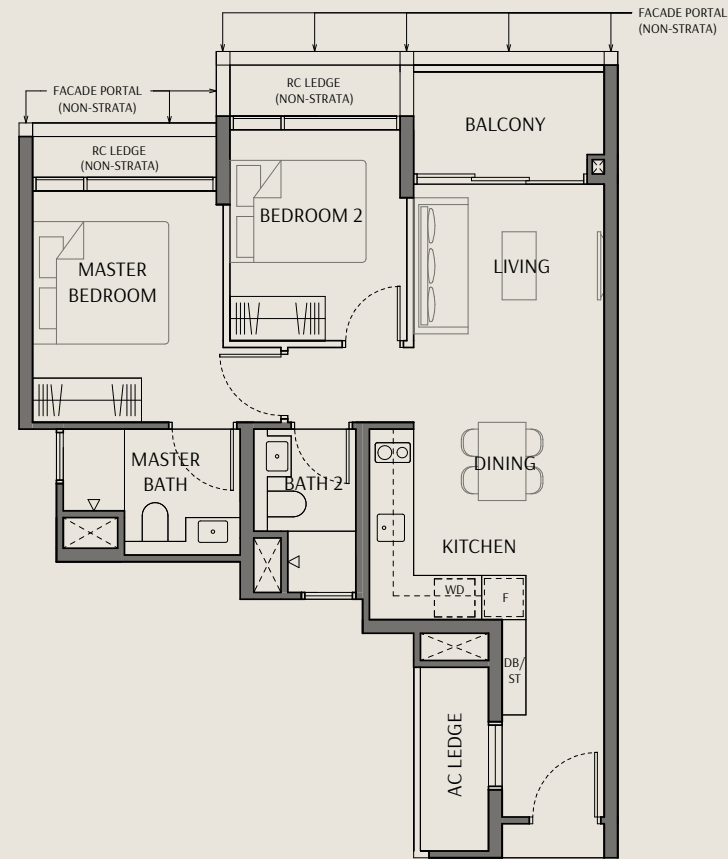 FACADE PORTAL
(NON-STRATA)
FACADE PORTAL
(NON-STRATA)
RC LEDGE
(NON-STRATA)
BALCONY
RC LEDGE
(NON-STRATA)
BEDROOM 2
MASTER
BEDROOM
LIVING
MASTER
BATH
BATH 2
DINING
KITCHEN
WD
F
DB/
ST
AC LEDGE